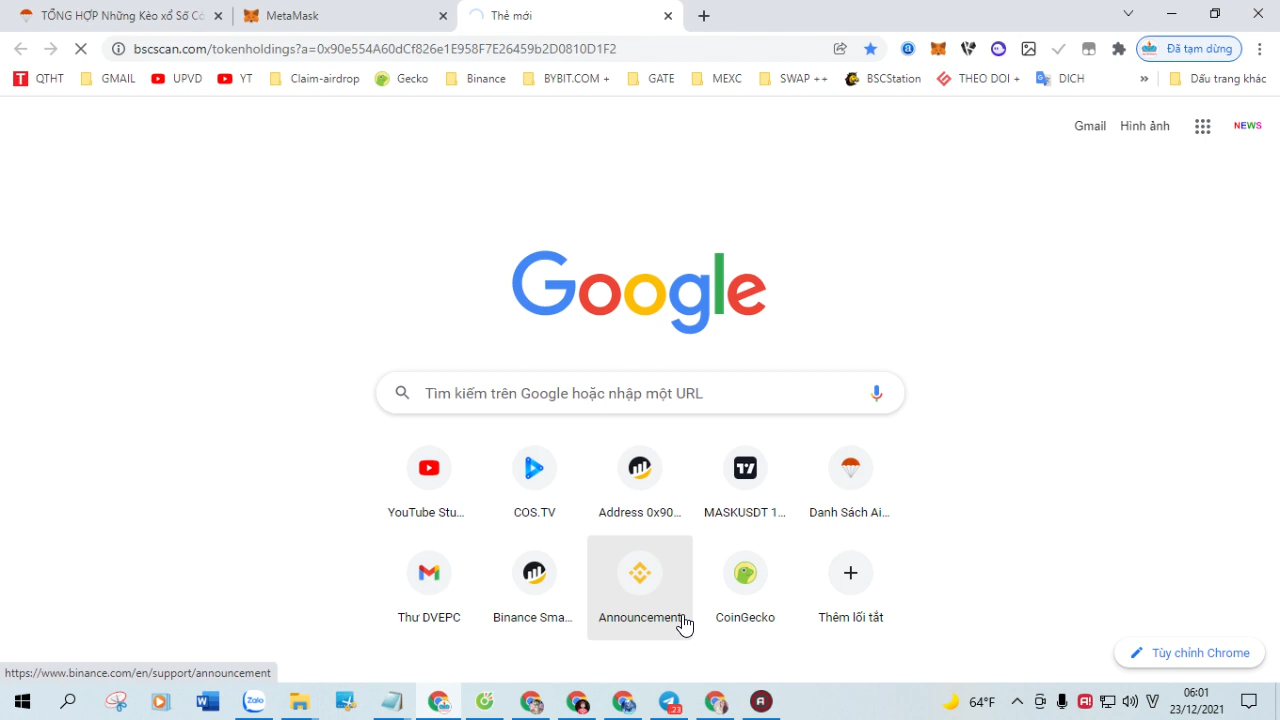 TỔNG HỢP Những Kèo xổ Số Có
MetaMask
Thẻ mới
bscscan.com/tokenholdings?a=0x90e554A60dCf826e1E958F7E26459b2D0810D1F2
Đã tạm dừng
T QTHT
GMAIL
UPVD
YT
Claim-airdrop
Gecko
Binance
BYBIT.COM +
GATE
MEXC
SWAP ++
BSCStation
THEO DOI +
DICH
»
Dấu trang khác
Gmail
Hình ảnh
NEWS
Google
Tìm kiếm trên Google hoặc nhập một URL
YouTube Stu...
COS.TV
Address 0x90...
MASKUSDT 1...
Danh Sách Ai...
Thư DVEPC
Binance Sma...
Announcement
CoinGecko
Thêm lối tắt
Tùy chỉnh Chrome
https://www.binance.com/en/support/announcement
Zalo
23
64°F
06:01
23/12/2021